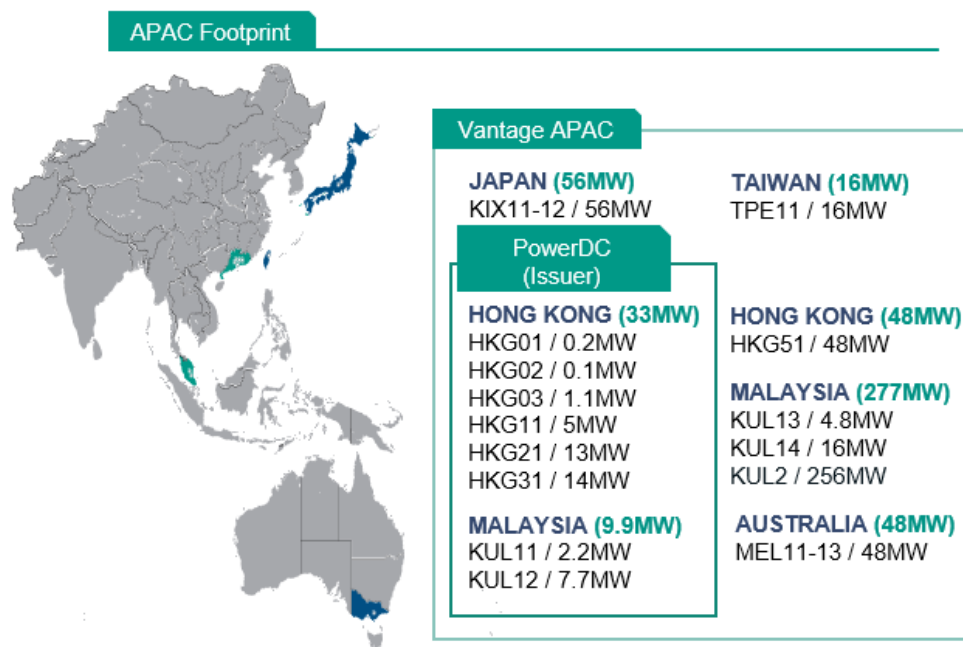 APAC Footprint
Vantage APAC
JAPAN (56MW)
KIX11-12 / 56MW
TAIWAN (16MW)
TPE11 / 16MW
PowerDC
(Issuer)
HONG KONG (33MW)
HKG01 / 0.2MW
HKG02 / 0.1MW
HKG03 / 1.1MW
HKG11 / 5MW
HKG21 / 13MW
HKG31 / 14MW
MALAYSIA (9.9MW)
KUL11 / 2.2MW
KUL12 / 7.7MW
HONG KONG (48MW)
HKG51 / 48MW
MALAYSIA (277MW)
KUL13 / 4.8MW
KUL14 / 16MW
KUL2 / 256MW
AUSTRALIA (48MW)
MEL11-13 / 48MW